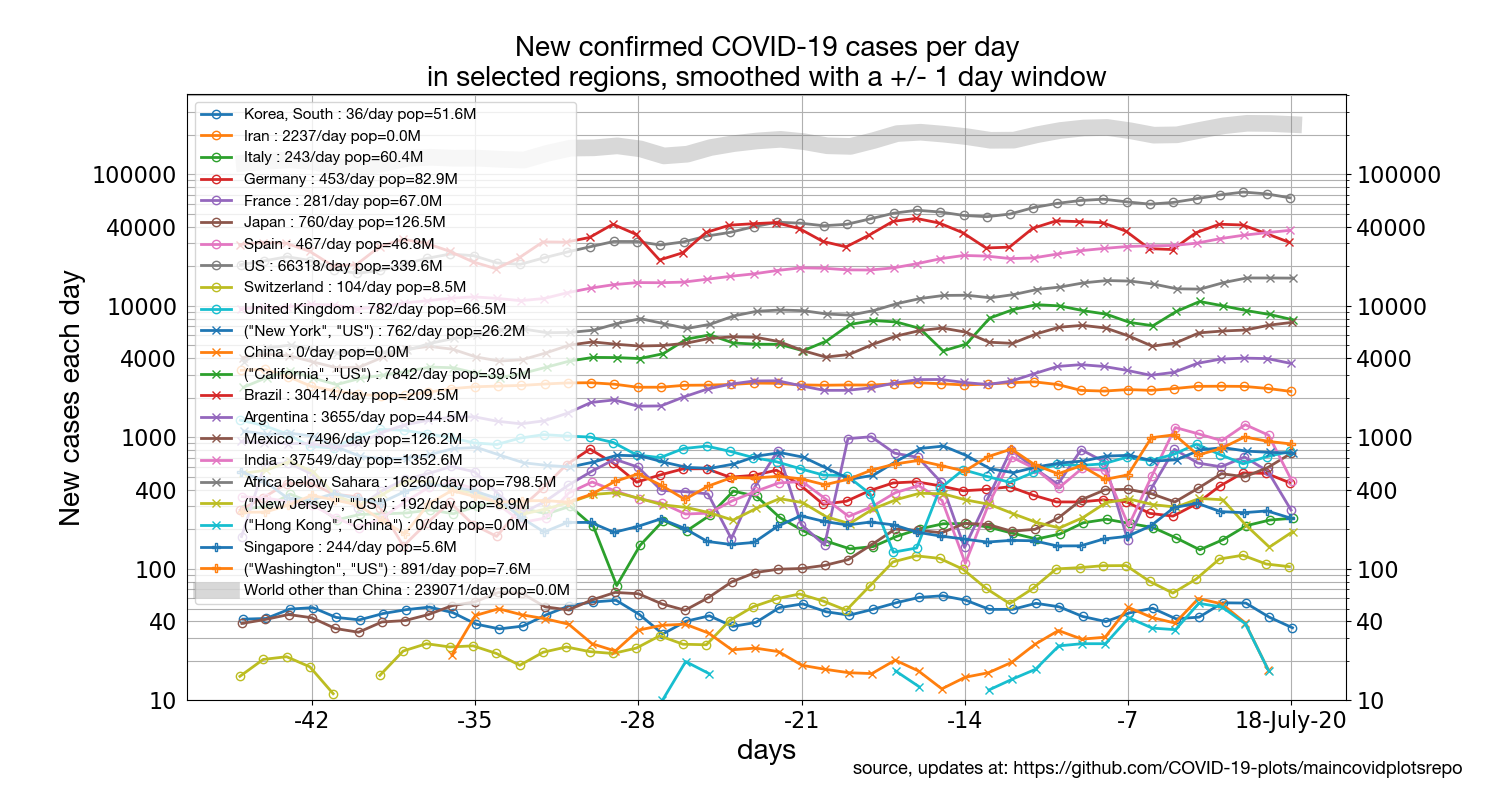 New confirmed COVID-19 cases per day
in selected regions, smoothed with a +/- 1 day window
Korea, South : 36/day pop=51.6M
Iran : 2237/day pop=0.0M
Italy : 243/day pop=60.4M
Germany : 453/day pop=82.9M
France : 281/day pop=67.0M
Japan : 760/day pop=126.5M
Spain : 467/day pop=46.8M
US : 66318/day pop=339.6M
Switzerland : 104/day pop=8.5M
United Kingdom : 782/day pop=66.5M
("New York", "US") : 762/day pop=26.2M
China : 0/day pop=0.0M
("California", "US") : 7842/day pop=39.5M
Brazil : 30414/day pop=209.5M
Argentina : 3655/day pop=44.5M
Mexico : 7496/day pop=126.2M
India : 37549/day pop=1352.6M
Africa below Sahara : 16260/day pop=798.5M
("New Jersey", "US") : 192/day pop=8.9M
("Hong Kong", "China") : 0/day pop=0.0M
Singapore : 244/day pop=5.6M
("Washington", "US") : 891/day pop=7.6M
World other than China : 239071/day pop=0.0M
New cases each day
100000
40000
10000
4000
1000
400
100
40
10
100000
40000
10000
4000
1000
400
100
40
10
-42 -35 -28 -21 -14 -7 18-July-20
days
source, updates at: https://github.com/COVID-19-plots/maincovidplotsrepo